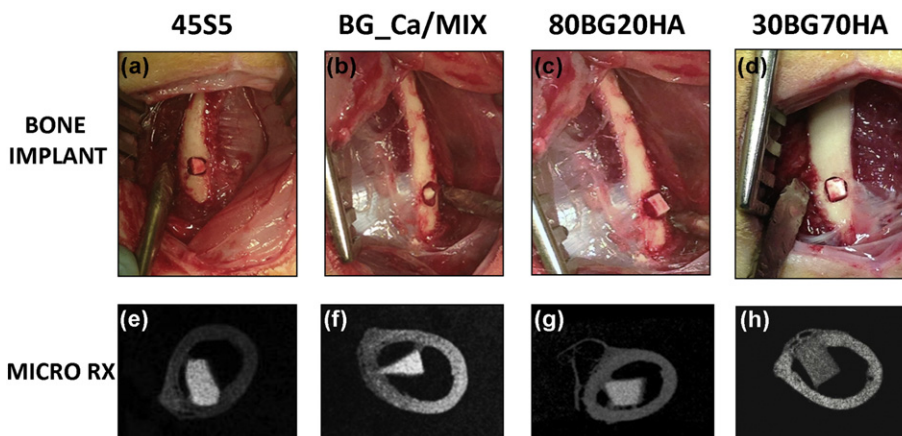 45S5
BG_Ca/MIX
80BG20HA
30BG70HA
BONE
IMPLANT
(a)
(b)
(c)
(d)
MICRO RX
(e)
(f)
(g)
(h)